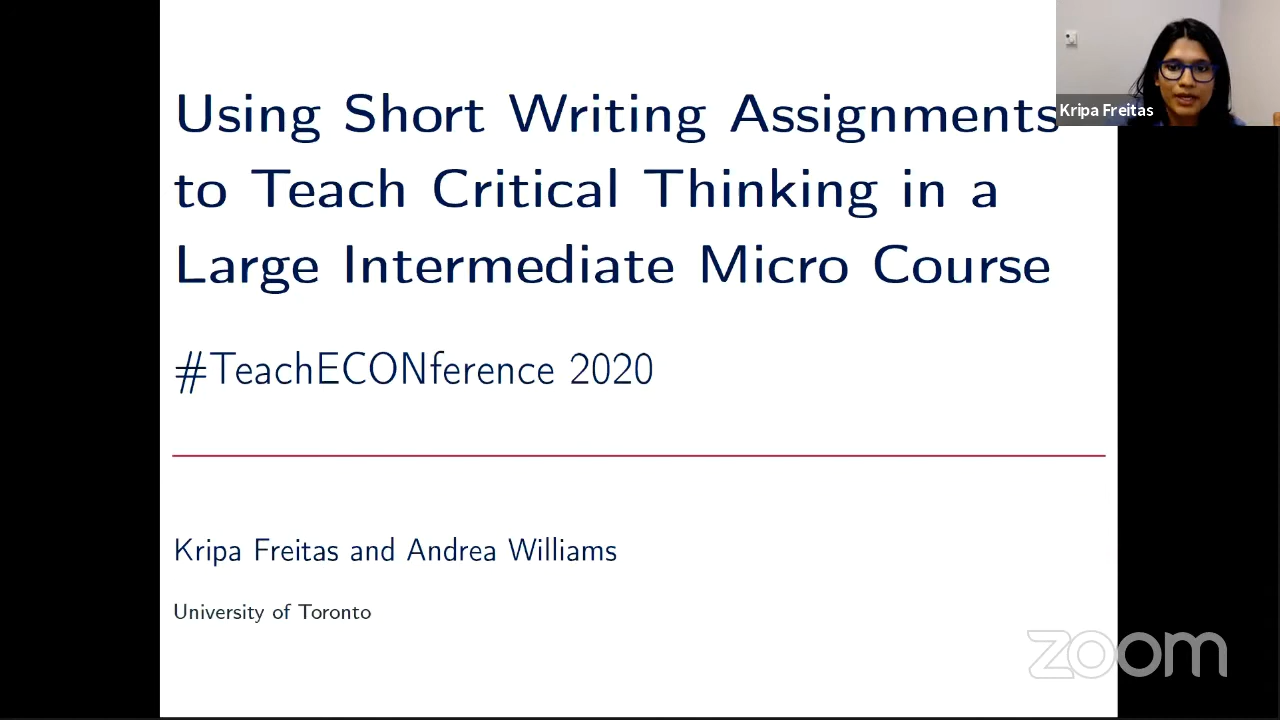 Using Short Writing Assignments
to Teach Critical Thinking in a
Large Intermediate Micro Course
#TeachECONference 2020
Kripa Freitas and Andrea Williams
University of Toronto
Kripa Freitas
zoom